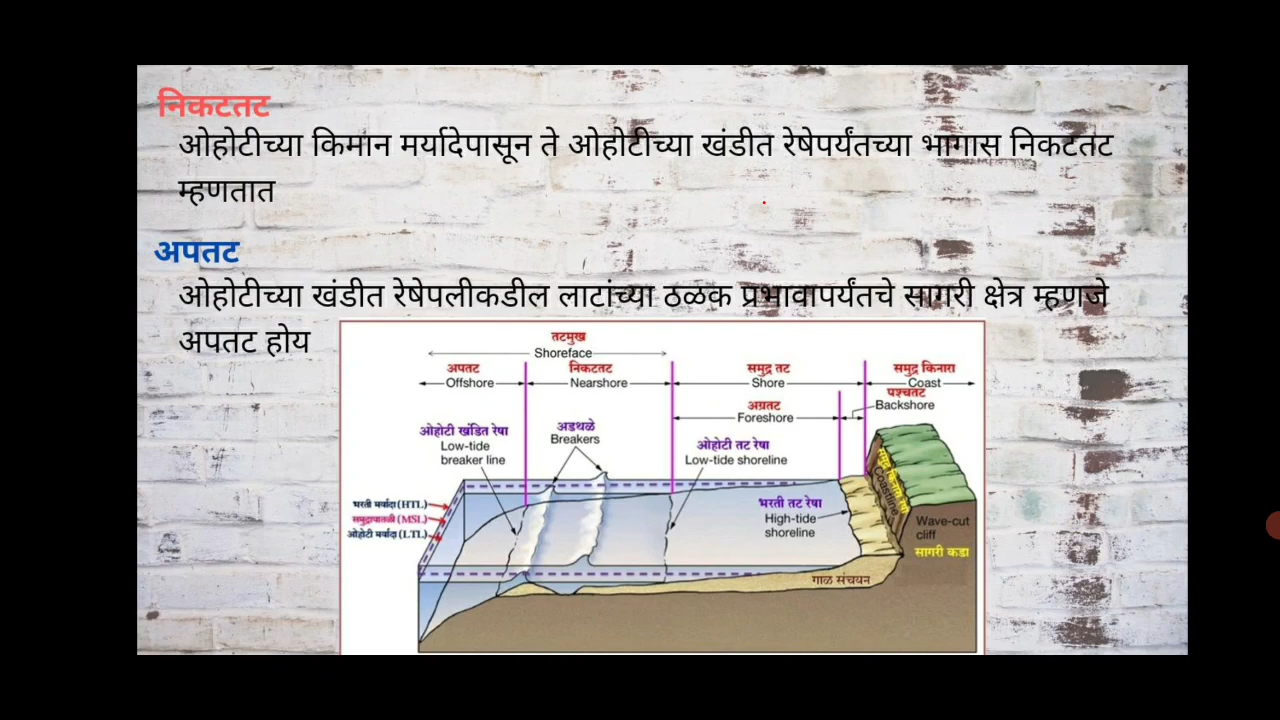 निकटतट
ओहोटीच्या किमान मर्यादेपासून ते ओहोटीच्या खंडीत रेषेपर्यंतच्या भागास निकटतट
म्हणतात
अपतट
ओहोटीच्या खंडीत रेषेपलीकडील लाटांच्या ठळक प्रभावापर्यंतचे सागरी क्षेत्र म्हणजे
अपतट होय
तटमुख
Shoreface
अपतट
Offshore
निकटतट
Nearshore
समुद्र तट
Shore
समुद्र किनारा
Coast
पश्चतट
Backshore
अग्रतट
Foreshore
ओहोटी खंडित रेषा
Low-tide
breaker line
अडथळे
Breakers
ओहोटी तट रेषा
Low-tide shoreline
भरती तट रेषा
High-tide
shoreline
भरती मर्यादा (HTL)
समुद्रपातळी (MSL)
ओहोटी मर्यादा (LTL)
Coastline
Wave-cut
cliff
सागरी कडा
गाळ संचयन